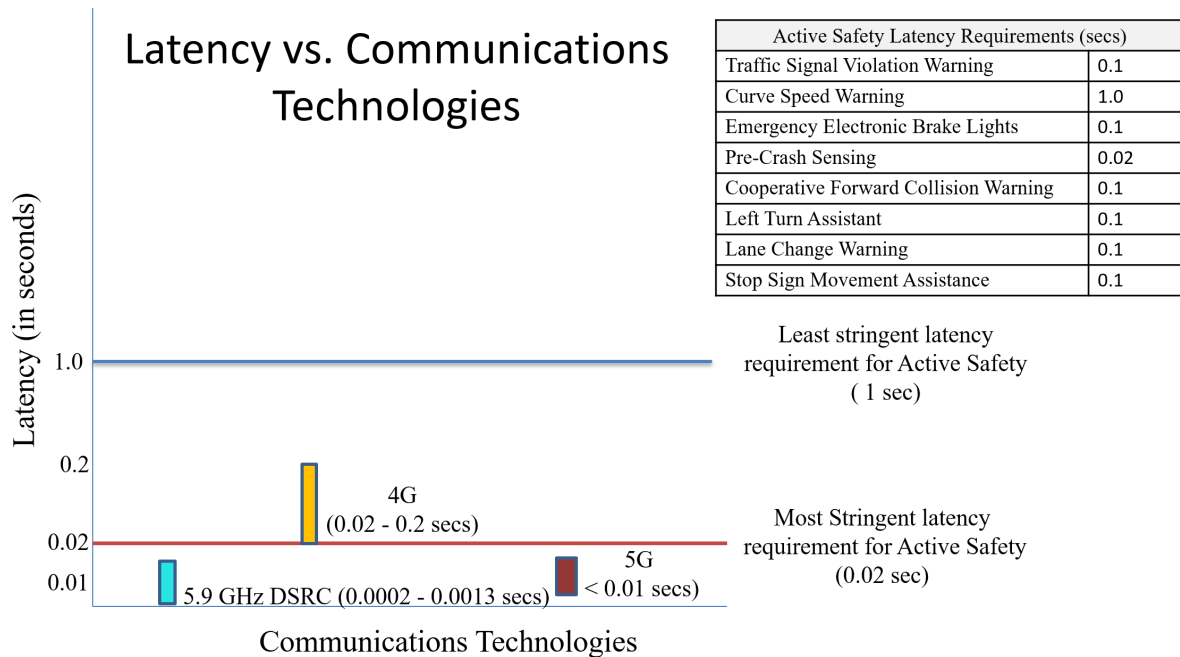 Latency vs. Communications
Technologies
Active Safety Latency Requirements (secs)
Traffic Signal Violation Warning 0.1
Curve Speed Warning 1.0
Emergency Electronic Brake Lights 0.1
Pre-Crash Sensing 0.02
Cooperative Forward Collision Warning 0.1
Left Turn Assistant 0.1
Lane Change Warning 0.1
Stop Sign Movement Assistance 0.1
Latency (in seconds)
1.0
0.2
0.02
0.01
Least stringent latency
requirement for Active Safety
( 1 sec)
4G
(0.02 - 0.2 secs)
Most Stringent latency
requirement for Active Safety
(0.02 sec)
5G
< 0.01 secs)
5.9 GHz DSRC (0.0002 - 0.0013 secs)
Communications Technologies